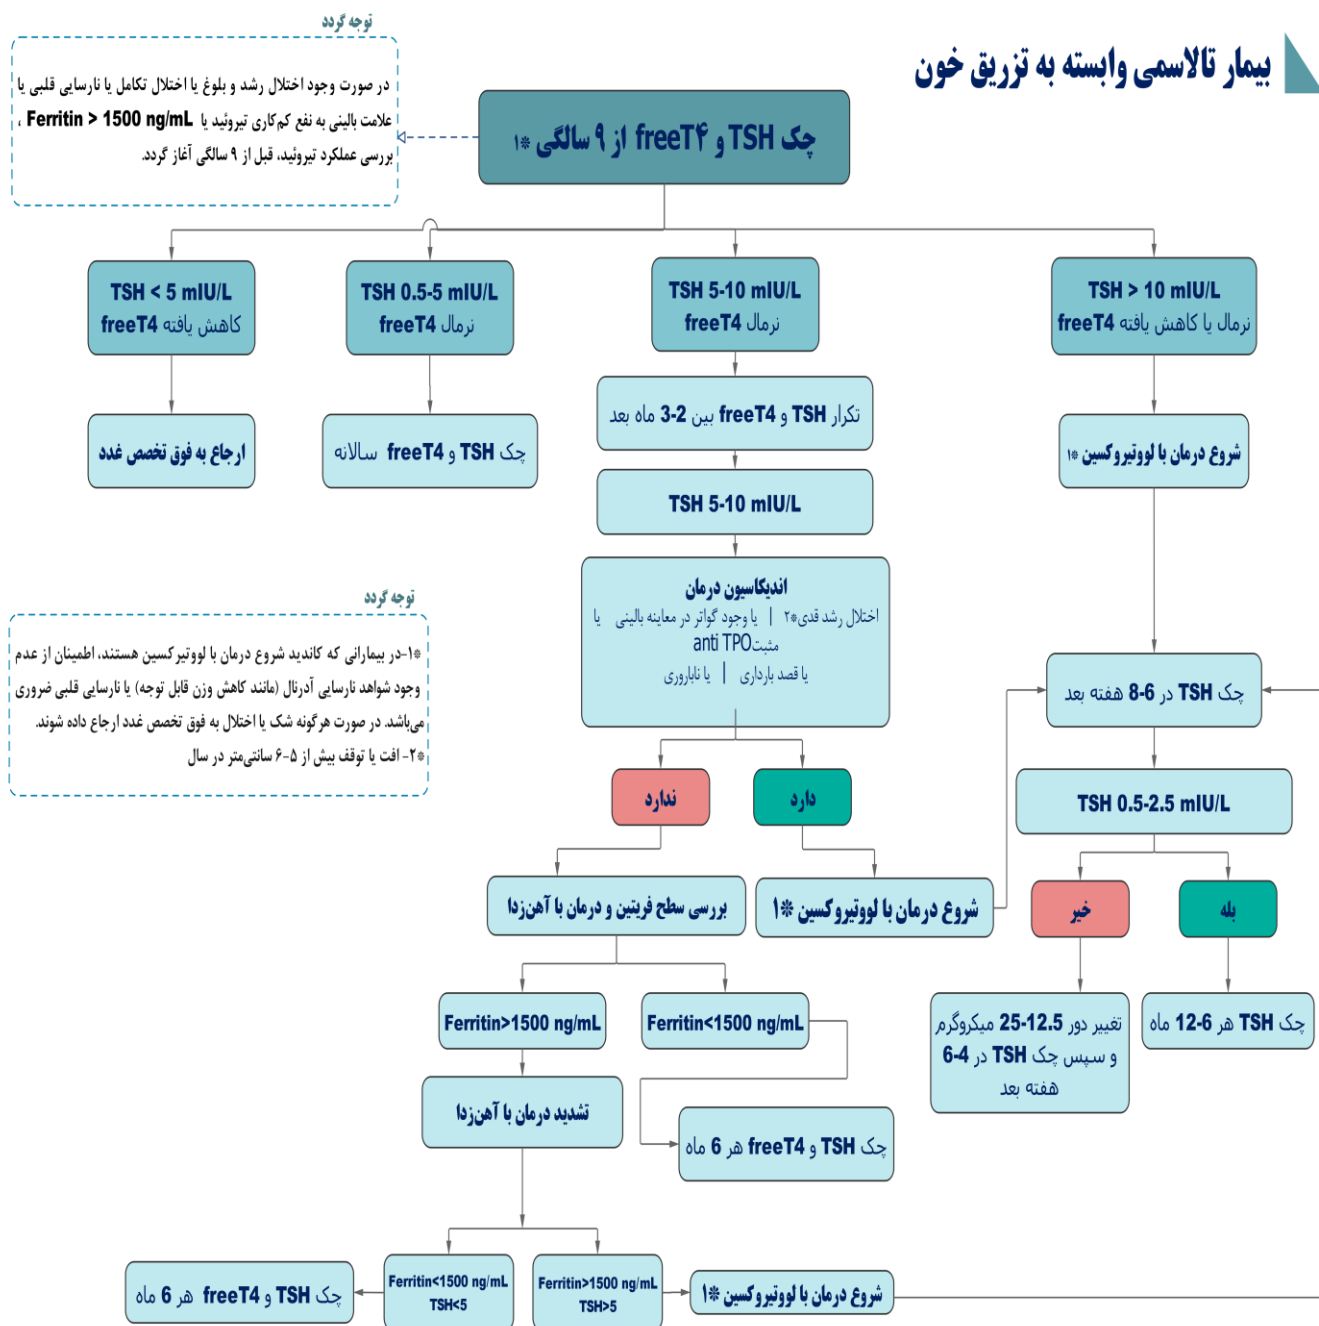 بیمار تالاسمی وابسته به تزریق خون
توجه گردد
در صورت وجود اختلال رشد و بلوغ یا اختلال تکامل یا نارسایی قلبی یا
علامت بالینی به نفع کم‌کاری تیروئید یا Ferritin > 1500 ng/mL ،
بررسی عملکرد تیروئید، قبل از ۹ سالگی آغاز گردد.
چک TSH و freeT۴ از ۹ سالگی *۱
TSH > 10 mIU/L
نرمال یا کاهش یافته freeT4
TSH 5-10 mIU/L
نرمال freeT4
TSH 0.5-5 mIU/L
نرمال freeT4
TSH < 5 mIU/L
کاهش یافته freeT4
شروع درمان با لووتیروکسین *۱
تکرار TSH و freeT4 بین 2-3 ماه بعد
چک TSH و freeT4 سالانه
ارجاع به فوق تخصص غدد
TSH 5-10 mIU/L
اندیکاسیون درمان
اختلال رشد قدی*۲ | یا وجود گواتر در معاینه بالینی یا
مثبت anti TPO
یا قصد بارداری | یا ناباروری
توجه گردد
*۱-در بیمارانی که کاندید شروع درمان با لووتیرکسین هستند، اطمینان از عدم
وجود شواهد نارسایی آدرنال (مانند کاهش وزن قابل توجه) یا نارسایی قلبی ضروری
می‌باشد. در صورت هرگونه شک یا اختلال به فوق تخصص غدد ارجاع داده شوند.
*۲- افت یا توقف بیش از ۵-۶ سانتی‌متر در سال
چک TSH در 6-8 هفته بعد
TSH 0.5-2.5 mIU/L
دارد
ندارد
بله
خیر
شروع درمان با لووتیروکسین *۱
بررسی سطح فریتین و درمان با آهن‌زدا
چک TSH هر 6-12 ماه
تغییر دور 12.5-25 میکروگرم
و سپس چک TSH در 4-6
هفته بعد
Ferritin<1500 ng/mL
Ferritin>1500 ng/mL
تشدید درمان با آهن‌زدا
چک TSH و freeT4 هر 6 ماه
شروع درمان با لووتیروکسین *۱
Ferritin>1500 ng/mL
TSH>5
Ferritin<1500 ng/mL
TSH<5
چک TSH و freeT4 هر 6 ماه